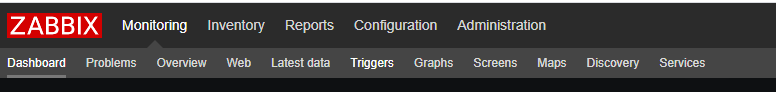 ZABBIX Monitoring Inventory Reports Configuration Administration
Dashboard Problems Overview Web Latest data Triggers Graphs Screens Maps Discovery Services